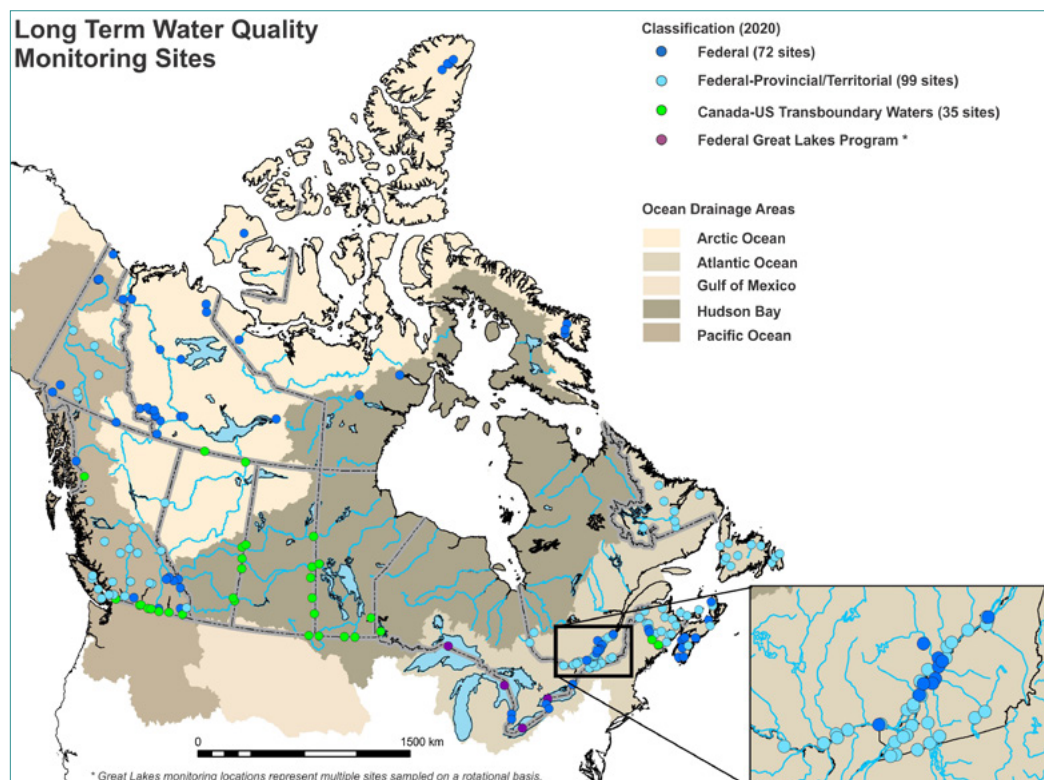 Long Term Water Quality
Monitoring Sites
Classification (2020)
Federal (72 sites)
Federal-Provincial/Territorial (99 sites)
Canada-US Transboundary Waters (35 sites)
Federal Great Lakes Program *
Ocean Drainage Areas
Arctic Ocean
Atlantic Ocean
Gulf of Mexico
Hudson Bay
Pacific Ocean
0 1500 km
* Great Lakes monitoring locations represent multiple sites sampled on a rotational basis.